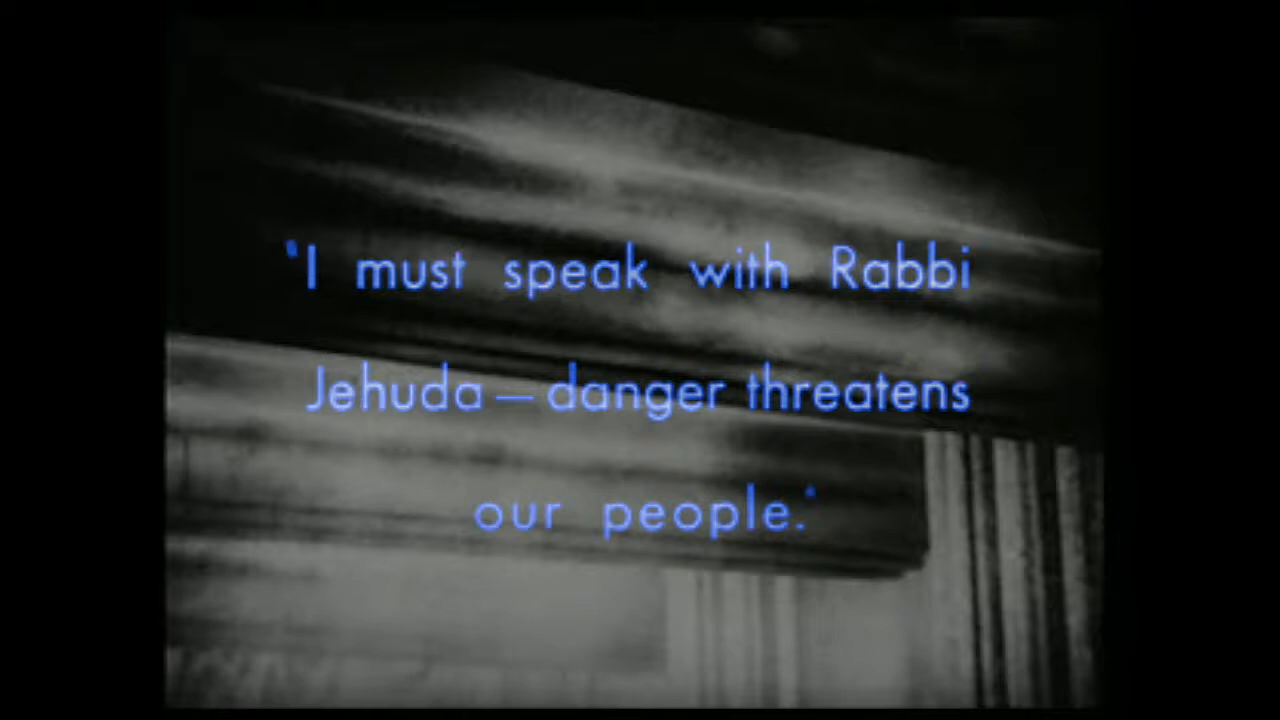 ‘I must speak with Rabbi
Jehuda — danger threatens
our people.‘